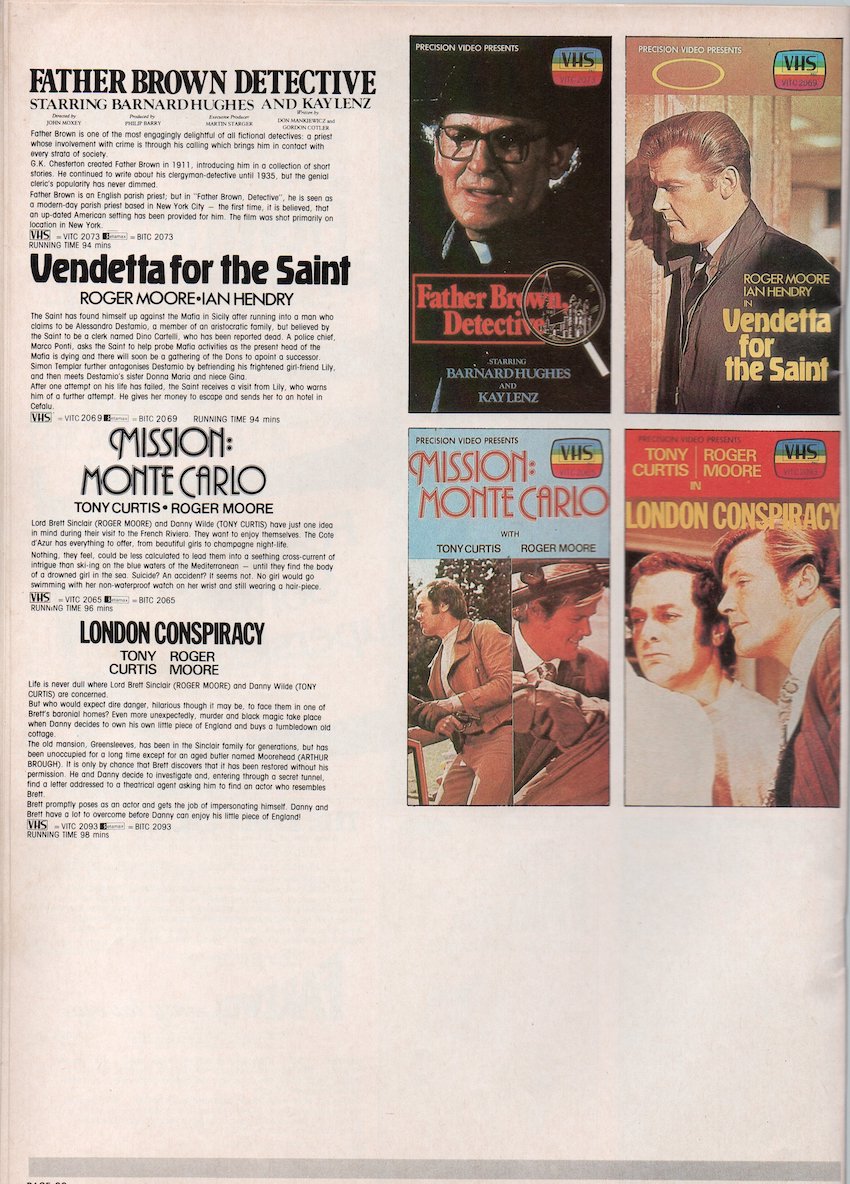 FATHER BROWN DETECTIVE
STARRING BARNARD HUGHES AND KAY LENZ
Directed by
JOHN MOXEY
Produced by
PHILIP BARRY
Executive Producer
MARTIN STARGER
Written by
DON MANKIEWICZ and
GORDON COTLER
Father Brown is one of the most engagingly delightful of all fictional detectives: a priest
whose involvement with crime is through his calling which brings him in contact with
every strata of society.
G.K. Chesterton created Father Brown in 1911, introducing him in a collection of short
stories. He continued to write about his clergyman-detective until 1935, but the genial
cleric's popularity has never dimmed.
Father Brown is an English parish priest; but in "Father Brown, Detective", he is seen as
a modern-day parish priest based in New York City — the first time, it is believed, that
an up-dated American setting has been provided for him. The film was shot primarily on
location in New York.
VHS = VITC 2073 Betamax = BITC 2073
RUNNING TIME 94 mins
Vendetta for the Saint
ROGER MOORE•IAN HENDRY
The Saint has found himself up against the Mafia in Sicily after running into a man who
claims to be Alessandro Destamio, a member of an aristocratic family, but believed by
the Saint to be a clerk named Dino Cartelli, who has been reported dead. A police chief,
Marco Ponti, asks the Saint to help probe Mafia activities as the present head of the
Mafia is dying and there will soon be a gathering of the Dons to apoint a successor.
Simon Templar further antagonises Destamio by befriending his frightened girl-friend Lily,
and then meets Destamio's sister Donna Maria and niece Gina.
After one attempt on his life has failed, the Saint receives a visit from Lily, who warns
him of a further attempt. He gives her money to escape and sends her to an hotel in
Cefalu.
VHS = VITC 2069 Betamax = BITC 2069 RUNNING TIME 94 mins
MISSION:
MONTE CARLO
TONY CURTIS • ROGER MOORE
Lord Brett Sinclair (ROGER MOORE) and Danny Wilde (TONY CURTIS) have just one idea
in mind during their visit to the French Riviera. They want to enjoy themselves. The Cote
d'Azur has everything to offer, from beautiful girls to champagne night-life.
Nothing, they feel, could be less calculated to lead them into a seething cross-current of
intrigue than ski-ing on the blue waters of the Mediterranean — until they find the body
of a drowned girl in the sea. Suicide? An accident? It seems not. No girl would go
swimming with her non-waterproof watch on her wrist and still wearing a hair-piece.
VHS = VITC 2065 Betamax = BITC 2065
RUNNING TIME 96 mins
LONDON CONSPIRACY
TONY ROGER
CURTIS MOORE
Life is never dull where Lord Brett Sinclair (ROGER MOORE) and Danny Wilde (TONY
CURTIS) are concerned.
But who would expect dire danger, hilarious though it may be, to face them in one of
Brett's baronial homes? Even more unexpectedly, murder and black magic take place
when Danny decides to own his own little piece of England and buys a tumbledown old
cottage.
The old mansion, Greensleeves, has been in the Sinclair family for generations, but has
been unoccupied for a long time except for an aged butler named Moorehead (ARTHUR
BROUGH). It is only by chance that Brett discovers that it has been restored without his
permission. He and Danny decide to investigate and, entering through a secret tunnel,
find a letter addressed to a theatrical agent asking him to find an actor who resembles
Brett.
Brett promptly poses as an actor and gets the job of impersonating himself. Danny and
Brett have a lot to overcome before Danny can enjoy his little piece of England!
VHS = VITC 2093 Betamax = BITC 2093
RUNNING TIME 98 mins
PRECISION VIDEO PRESENTS
VHS
VITC 2073
Father Brown,
Detective
STARRING
BARNARD HUGHES
AND
KAY LENZ
PRECISION VIDEO PRESENTS
VHS
VITC 2069
ROGER MOORE
IAN HENDRY
IN
Vendetta
for
the Saint
PRECISION VIDEO PRESENTS
VHS
VITC 2065
MISSION:
MONTE CARLO
WITH
TONY CURTIS ROGER MOORE
PRECISION VIDEO PRESENTS
VHS
VITC 2093
TONY ROGER
CURTIS MOORE
IN
LONDON CONSPIRACY